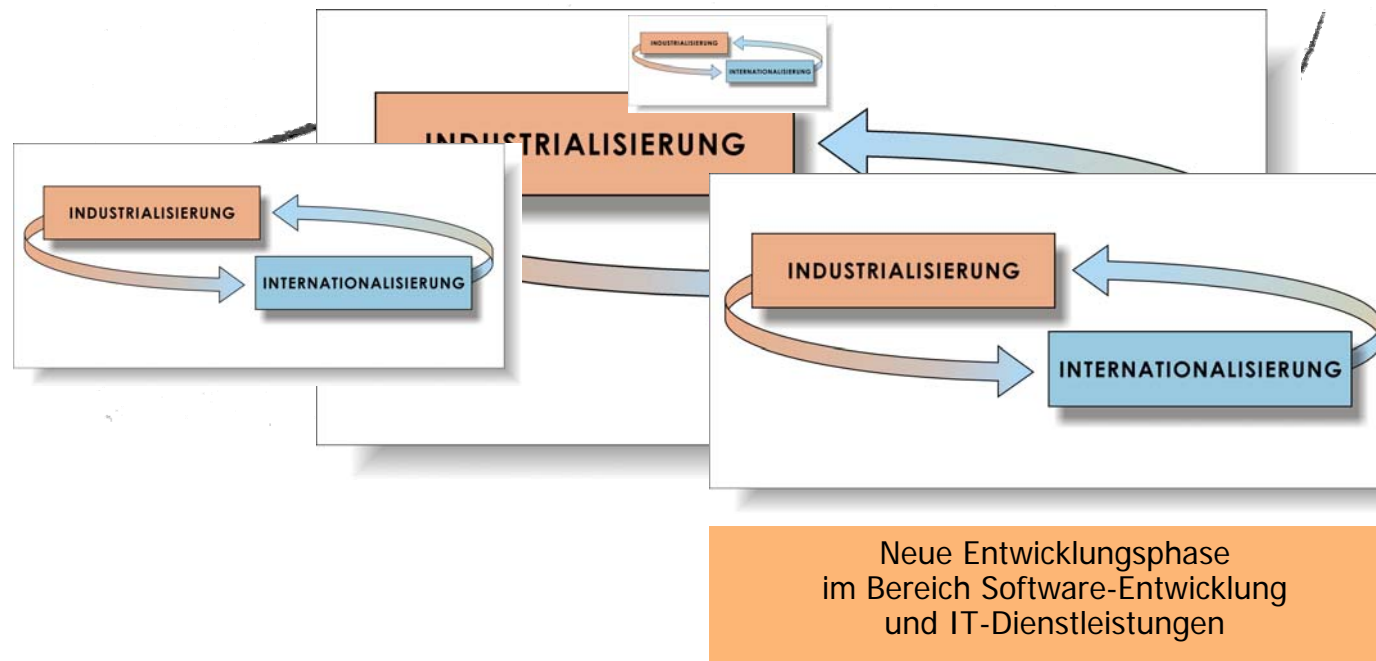 INDUSTRIALISIERUNG
INTERNATIONALISIERUNG
INDUSTRIALISIERUNG
INDUSTRIALISIERUNG
INTERNATIONALISIERUNG
INDUSTRIALISIERUNG
INTERNATIONALISIERUNG
Neue Entwicklungsphase
im Bereich Software-Entwicklung
und IT-Dienstleistungen